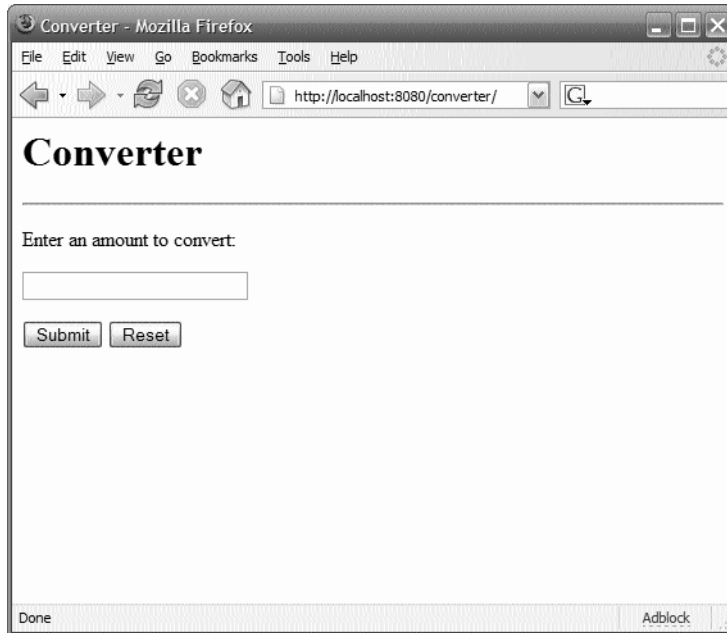 Converter - Mozilla Firefox
File Edit View Go Bookmarks Tools Help
http://localhost:8080/converter/ G
Converter
Enter an amount to convert:
Submit Reset
Done Adblock